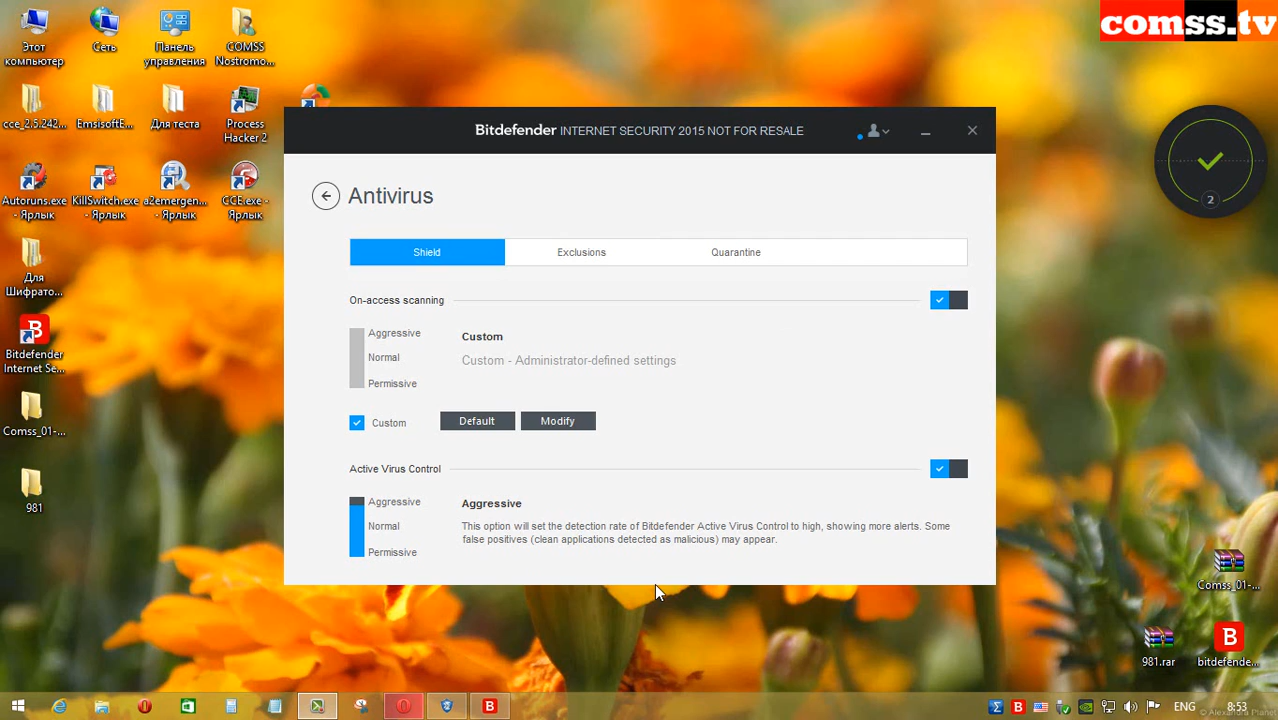 comss.tv
Этот
компьютер
Сеть
Панель
управления
COMSS
Nostromo...
cce_2.5.242...
EmsisoftE...
Для теста
Process
Hacker 2
Autoruns.exe
- Ярлык
KillSwitch.exe
- Ярлык
a2emergen...
- Ярлык
CCE.exe -
Ярлык
Для
Шифрато...
Bitdefender
Internet Se...
Comss_01-...
981
Bitdefender INTERNET SECURITY 2015 NOT FOR RESALE
2
Antivirus
Shield
Exclusions
Quarantine
On-access scanning
Aggressive
Normal
Permissive
Custom
Custom - Administrator-defined settings
Custom
Default
Modify
Active Virus Control
Aggressive
Normal
Permissive
Aggressive
This option will set the detection rate of Bitdefender Active Virus Control to high, showing more alerts. Some
false positives (clean applications detected as malicious) may appear.
Comss_01-...
981.rar
bitdefende...
ENG
8:53
© Alexandra Planet